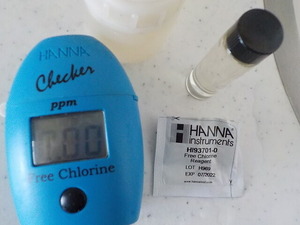 HANNA
Checker
ppm
Free Chlorine
HANNA
instruments
HI93701-0
Free Chlorine
Reagent